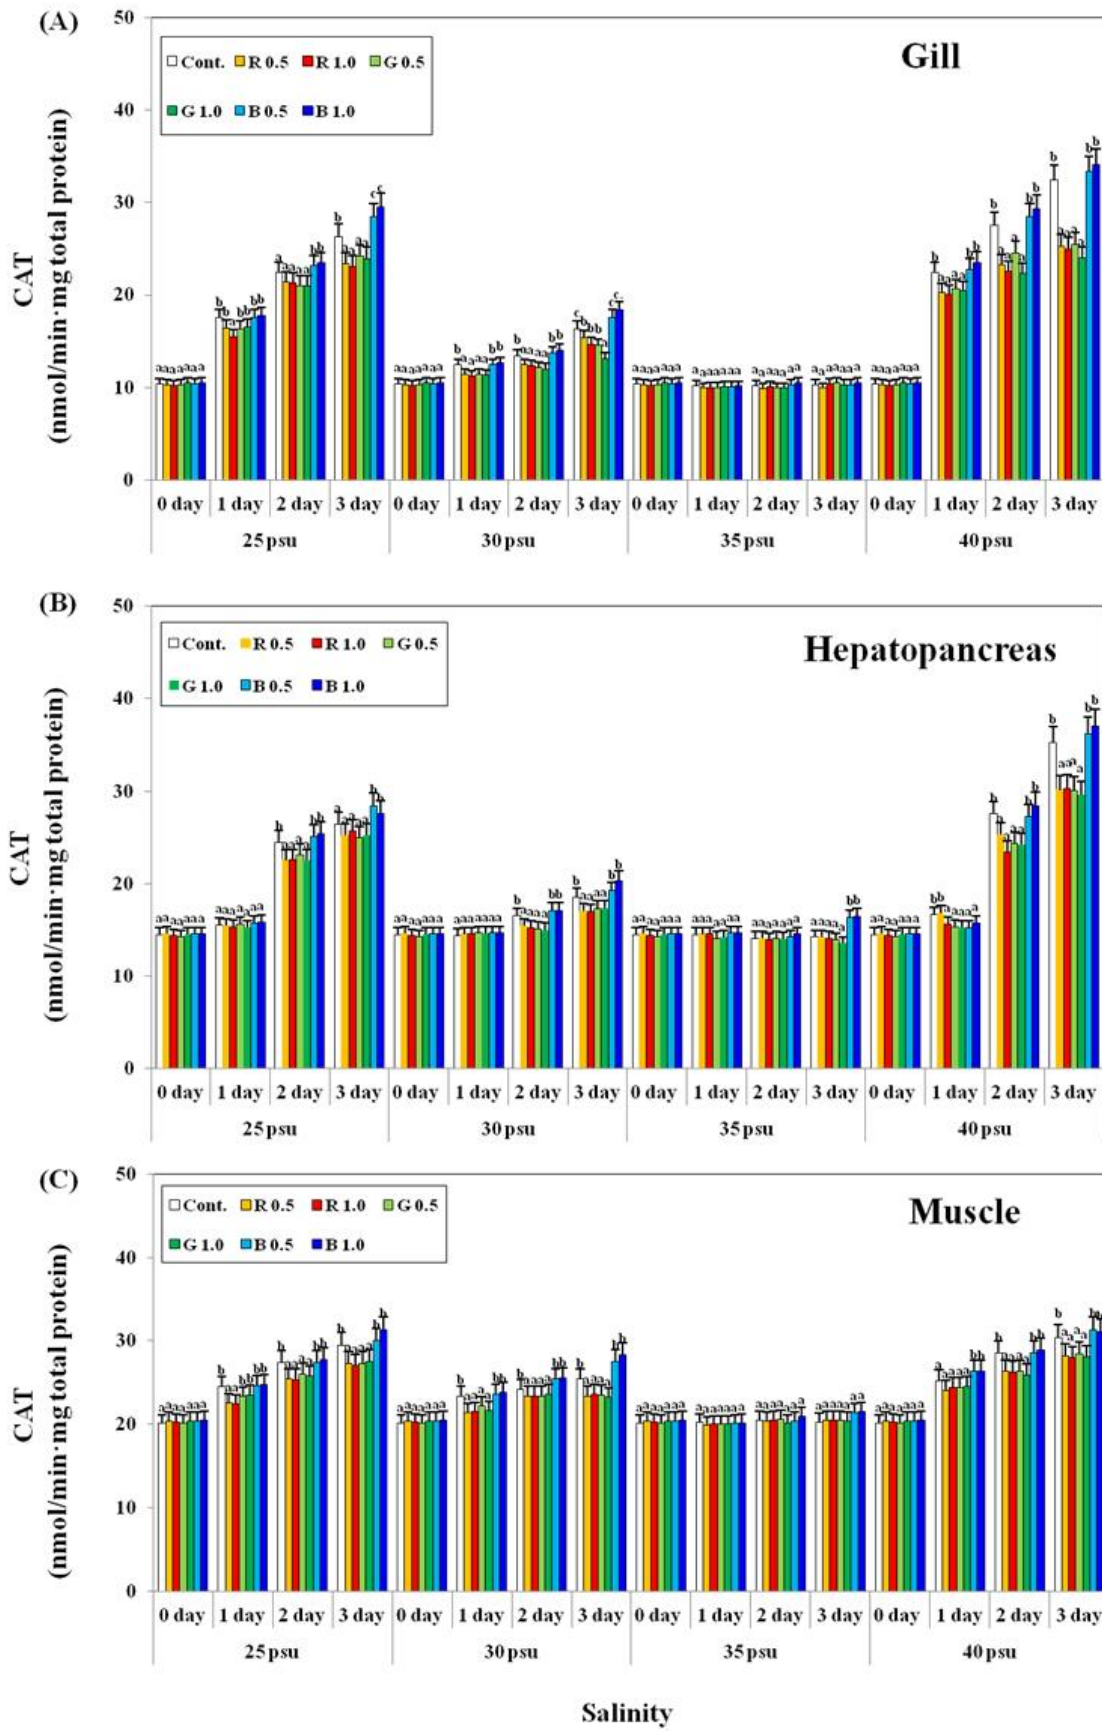 (A)
Gill
CAT
(nmol/min·mg total protein)
50
40
30
20
10
0
Cont. R 0.5 R 1.0 G 0.5
G 1.0 B 0.5 B 1.0
0 day 1 day 2 day 3 day 0 day 1 day 2 day 3 day 0 day 1 day 2 day 3 day 0 day 1 day 2 day 3 day
25 psu 30 psu 35 psu 40 psu
(B)
Hepatopancreas
CAT
(nmol/min·mg total protein)
50
40
30
20
10
0
Cont. R 0.5 R 1.0 G 0.5
G 1.0 B 0.5 B 1.0
0 day 1 day 2 day 3 day 0 day 1 day 2 day 3 day 0 day 1 day 2 day 3 day 0 day 1 day 2 day 3 day
25 psu 30 psu 35 psu 40 psu
(C)
Muscle
CAT
(nmol/min·mg total protein)
50
40
30
20
10
0
Cont. R 0.5 R 1.0 G 0.5
G 1.0 B 0.5 B 1.0
0 day 1 day 2 day 3 day 0 day 1 day 2 day 3 day 0 day 1 day 2 day 3 day 0 day 1 day 2 day 3 day
25 psu 30 psu 35 psu 40 psu
Salinity